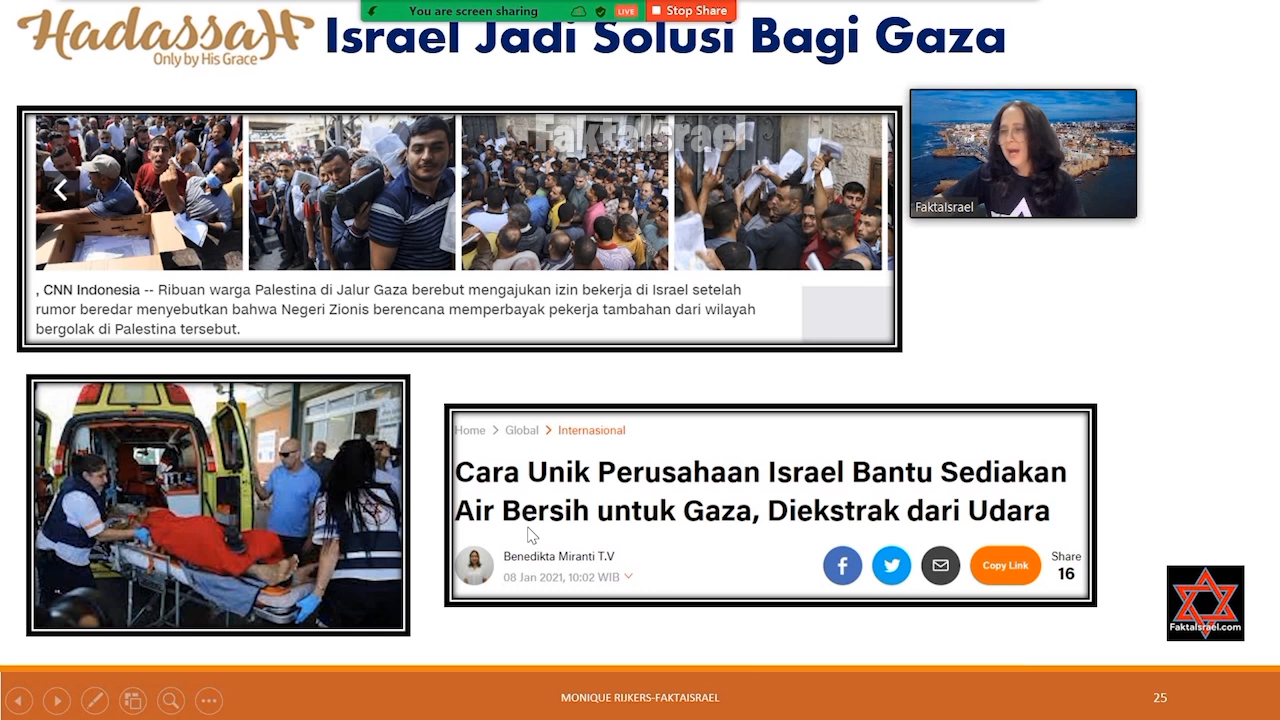 You are screen sharing
LIVE
Stop Share
HadassaH
Only by His Grace
Israel Jadi Solusi Bagi Gaza
FaktaIsrael
FaktaIsrael
, CNN Indonesia -- Ribuan warga Palestina di Jalur Gaza berebut mengajukan izin bekerja di Israel setelah
rumor beredar menyebutkan bahwa Negeri Zionis berencana memperbayak pekerja tambahan dari wilayah
bergolak di Palestina tersebut.
Home > Global > Internasional
Cara Unik Perusahaan Israel Bantu Sediakan
Air Bersih untuk Gaza, Diekstrak dari Udara
Benedikta Miranti T.V
08 Jan 2021, 10:02 WIB
Copy Link
Share
16
FaktaIsrael.com
MONIQUE RIJKERS-FAKTAISRAEL
25